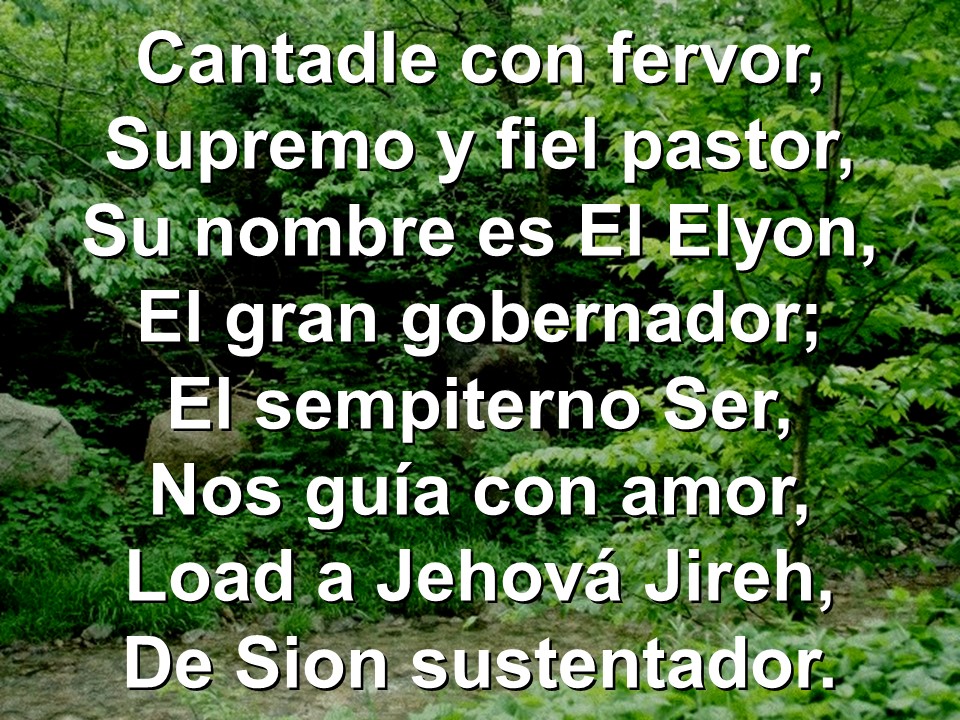 Cantadle con fervor,
Supremo y fiel pastor,
Su nombre es El Elyon,
El gran gobernador;
El sempiterno Ser,
Nos guía con amor,
Load a Jehová Jireh,
De Sion sustentador.